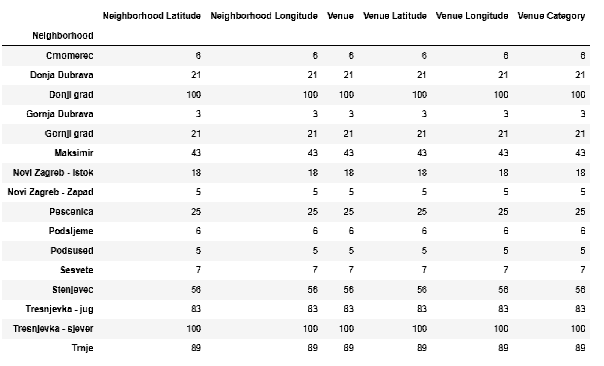 Neighborhood Latitude Neighborhood Longitude Venue Venue Latitude Venue Longitude Venue Category
Neighborhood
Crnomerec 6 6 6 6 6 6
Donja Dubrava 21 21 21 21 21 21
Donji grad 100 100 100 100 100 100
Gornja Dubrava 3 3 3 3 3 3
Gornji grad 21 21 21 21 21 21
Maksimir 43 43 43 43 43 43
Novi Zagreb - Istok 18 18 18 18 18 18
Novi Zagreb - Zapad 5 5 5 5 5 5
Pescenica 25 25 25 25 25 25
Podsljeme 6 6 6 6 6 6
Podsused 5 5 5 5 5 5
Sesvete 7 7 7 7 7 7
Stenjevec 56 56 56 56 56 56
Tresnjevka - jug 83 83 83 83 83 83
Tresnjevka - sjever 100 100 100 100 100 100
Trnje 89 89 89 89 89 89